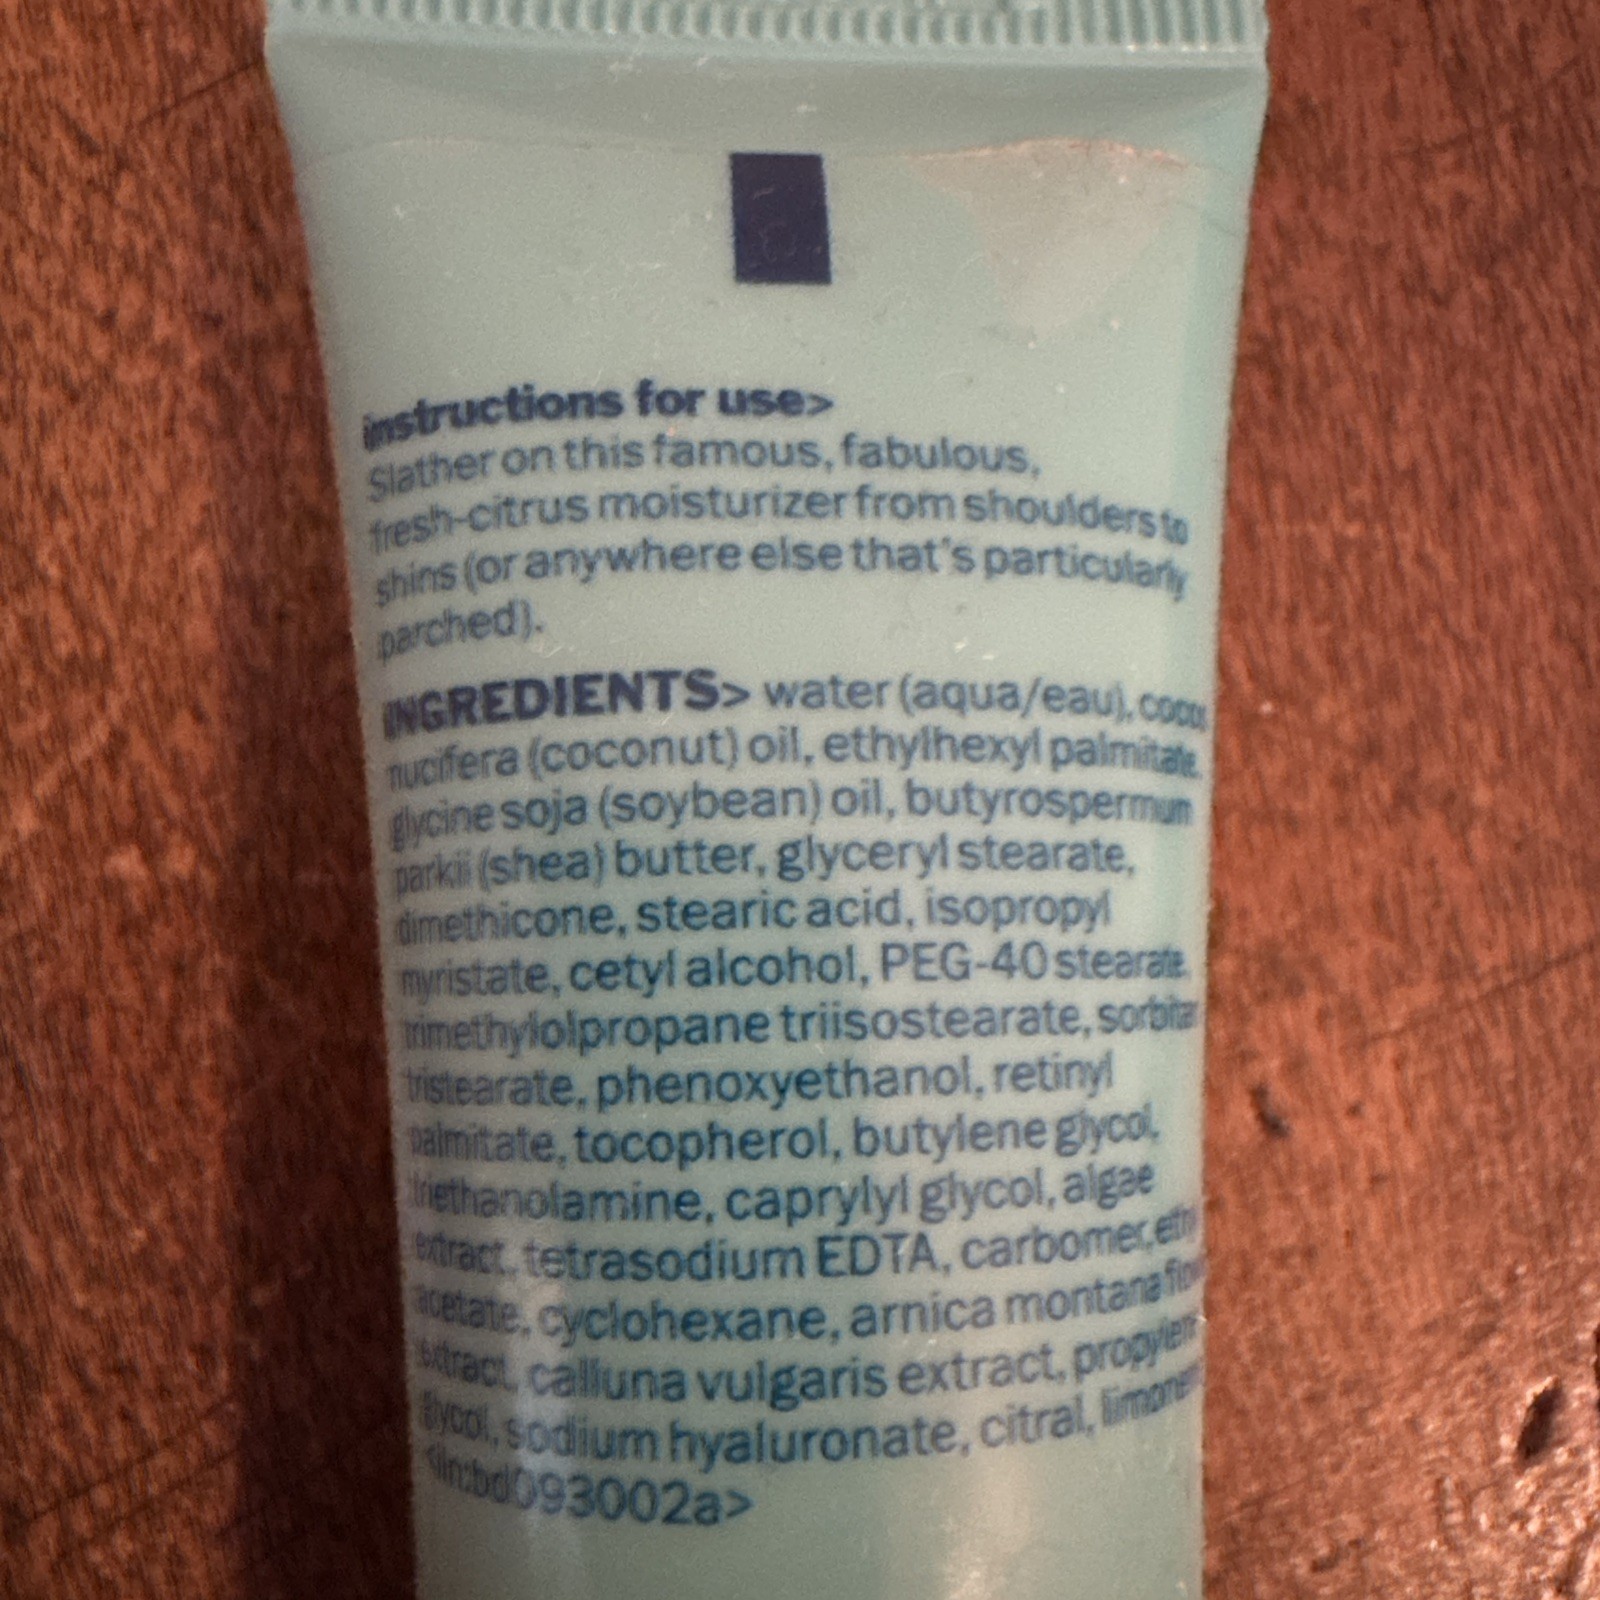 instructions for use>
Slather on this famous, fabulous,
fresh-citrus moisturizer from shoulders to
shins (or anywhere else that's particularly
parched).
INGREDIENTS> water (aqua/eau),
nucifera (coconut) oil, ethylhexyl palmitate,
glycine soja (soybean) oil, butyrospermum
parkii (shea) butter, glyceryl stearate,
dimethicone, stearic acid, isopropyl
myristate, cetyl alcohol, PEG-40 stearate,
trimethylolpropane triisostearate, sorbitan
tristearate, phenoxyethanol, retinyl
palmitate, tocopherol, butylene glycol,
triethanolamine, caprylyl glycol, algae
extract, tetrasodium EDTA, carbomer,
acetate, cyclohexane, arnica montana
extract, calluna vulgaris extract, propylene
glycol, sodium hyaluronate, citral, limonene
<iln:bd093002a>